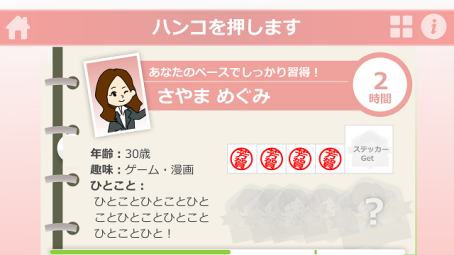 ハンコを押します
あなたのペースでしっかり習得！
さやま めぐみ
2
時間
年齢：30歳
趣味：ゲーム・漫画
ひとこと：
ひとことひとことひと
ことひとことひとこと
ひとことひと！
ステッカー
Get
?